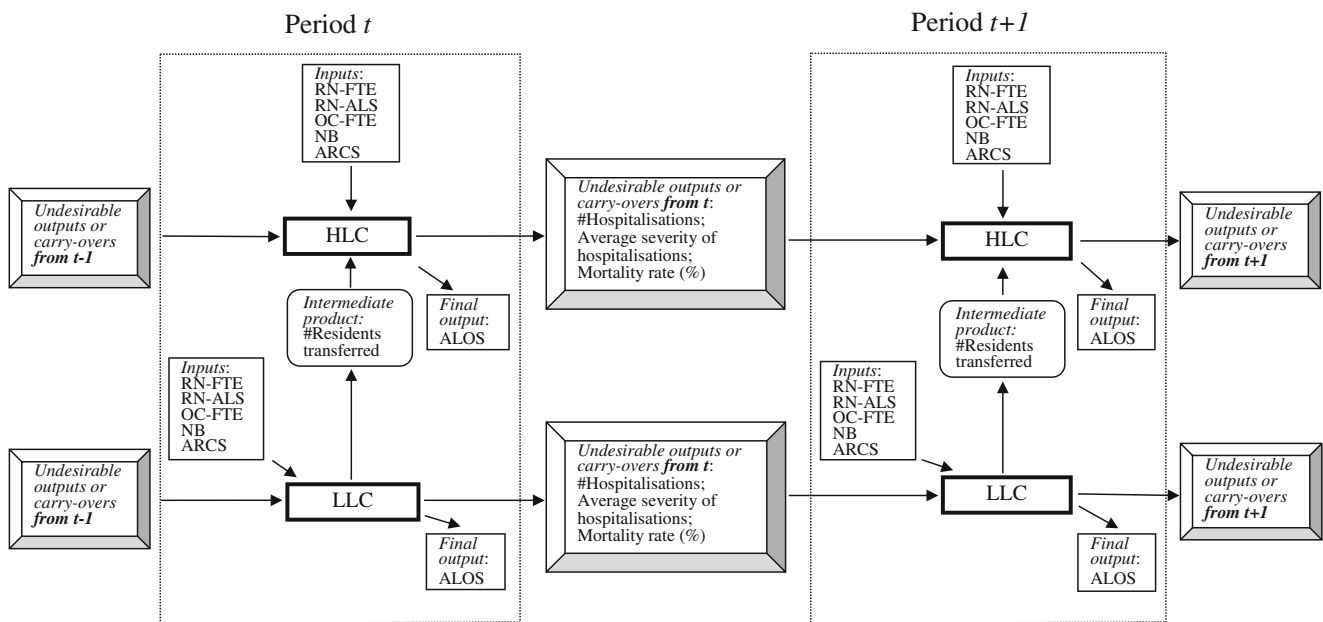 Period t
Period t+1
Inputs:
RN-FTE
RN-ALS
OC-FTE
NB
ARCS
Inputs:
RN-FTE
RN-ALS
OC-FTE
NB
ARCS
Undesirable
outputs or
carry-overs
from t-1
HLC
Undesirable outputs or
carry-overs from t:
#Hospitalisations;
Average severity of
hospitalisations;
Mortality rate (%)
HLC
Undesirable
outputs or
carry-overs
from t+1
Intermediate
product:
#Residents
transferred
Final
output:
ALOS
Intermediate
product:
#Residents
transferred
Final
output:
ALOS
Inputs:
RN-FTE
RN-ALS
OC-FTE
NB
ARCS
Inputs:
RN-FTE
RN-ALS
OC-FTE
NB
ARCS
Undesirable
outputs or
carry-overs
from t-1
LLC
Undesirable outputs or
carry-overs from t:
#Hospitalisations;
Average severity of
hospitalisations;
Mortality rate (%)
LLC
Undesirable
outputs or
carry-overs
from t+1
Final
output:
ALOS
Final
output:
ALOS